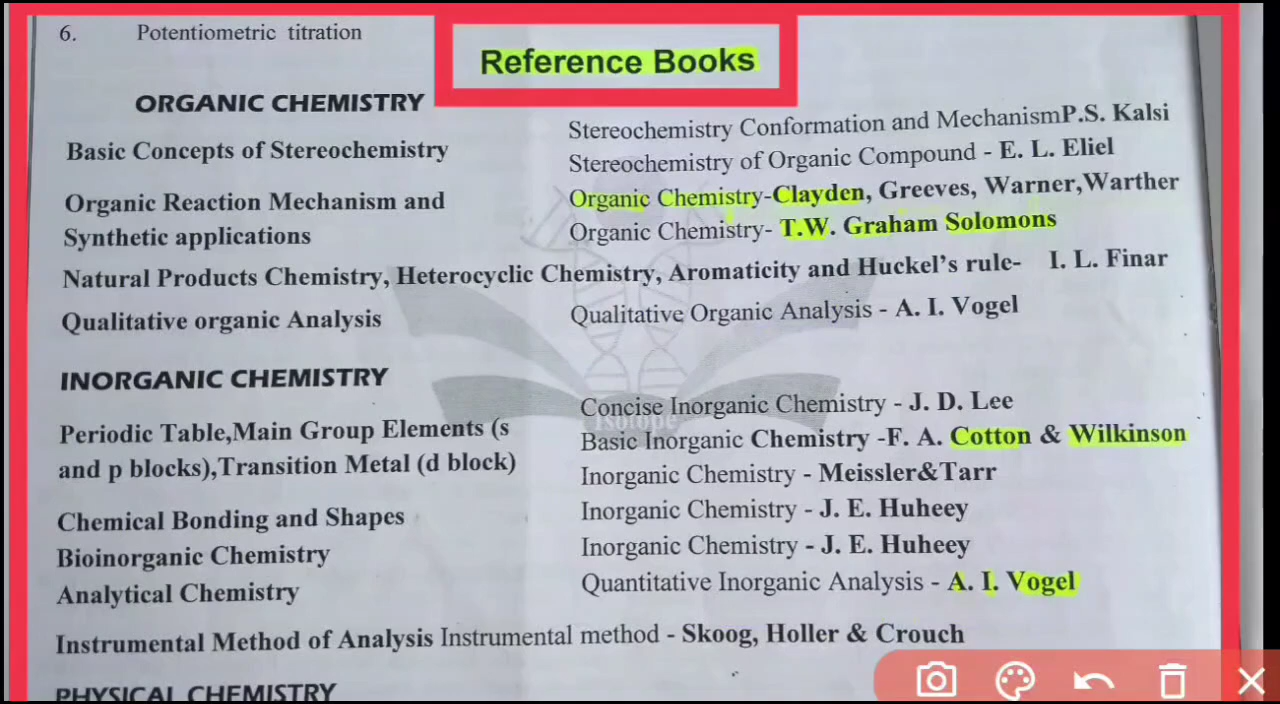 6. Potentiometric titration
Reference Books
ORGANIC CHEMISTRY
Basic Concepts of Stereochemistry
Stereochemistry Conformation and MechanismP.S. Kalsi
Stereochemistry of Organic Compound - E. L. Eliel
Organic Reaction Mechanism and
Synthetic applications
Organic Chemistry-Clayden, Greeves, Warner,Warther
Organic Chemistry- T.W. Graham Solomons
Natural Products Chemistry, Heterocyclic Chemistry, Aromaticity and Huckel's rule- I. L. Finar
Qualitative organic Analysis
Qualitative Organic Analysis - A. I. Vogel
INORGANIC CHEMISTRY
Periodic Table,Main Group Elements (s
and p blocks),Transition Metal (d block)
Concise Inorganic Chemistry - J. D. Lee
Isotope
Basic Inorganic Chemistry -F. A. Cotton & Wilkinson
Inorganic Chemistry - Meissler&Tarr
Chemical Bonding and Shapes
Inorganic Chemistry - J. E. Huheey
Bioinorganic Chemistry
Inorganic Chemistry - J. E. Huheey
Analytical Chemistry
Quantitative Inorganic Analysis - A. I. Vogel
Instrumental Method of Analysis Instrumental method - Skoog, Holler & Crouch
PHYSICAL CHEMISTRY